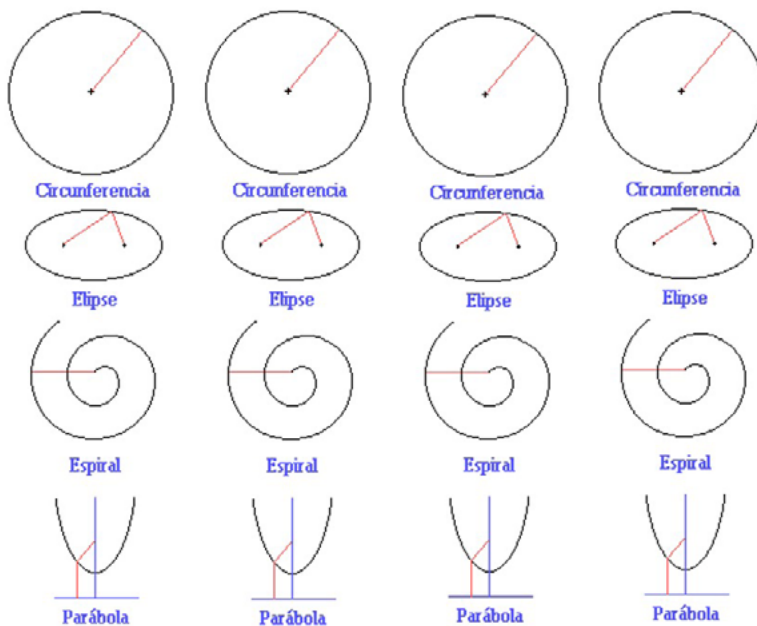 Circunferencia Circunferencia Circunferencia Circunferencia
Elipse Elipse Elipse Elipse
Espiral Espiral Espiral Espiral
Parábola Parábola Parábola Parábola